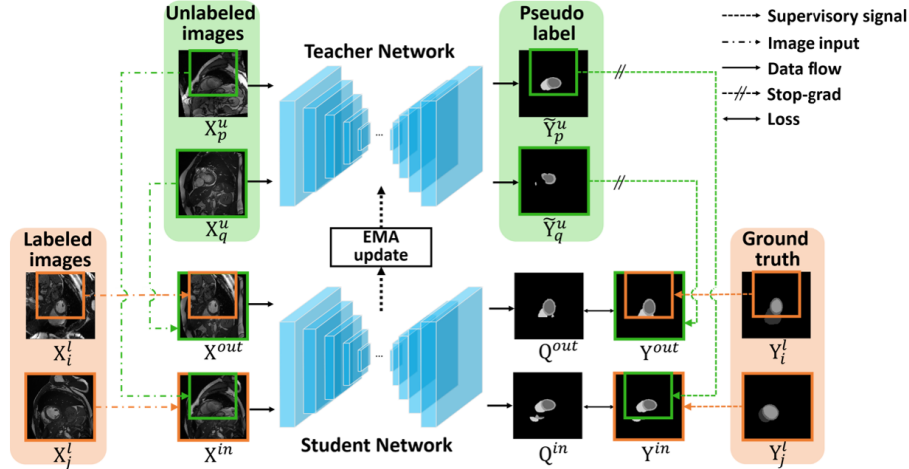 Unlabeled
images
Teacher Network
Pseudo
label
Supervisory signal
Image input
Data flow
Stop-grad
Loss
X_p^u
...
Ỹ_p^u
X_q^u
Ỹ_q^u
EMA
update
Labeled
images
Ground
truth
X_i^l
X^out
Q^out
Y^out
Y_i^l
...
X_j^l
X^in
Student Network
Q^in
Y^in
Y_j^l